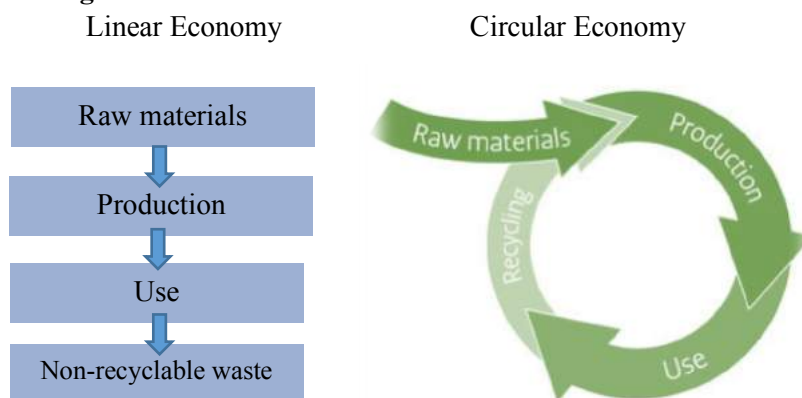 Linear Economy
Circular Economy
Raw materials
Production
Use
Non-recyclable waste
Raw materials
Production
Use
Recycling